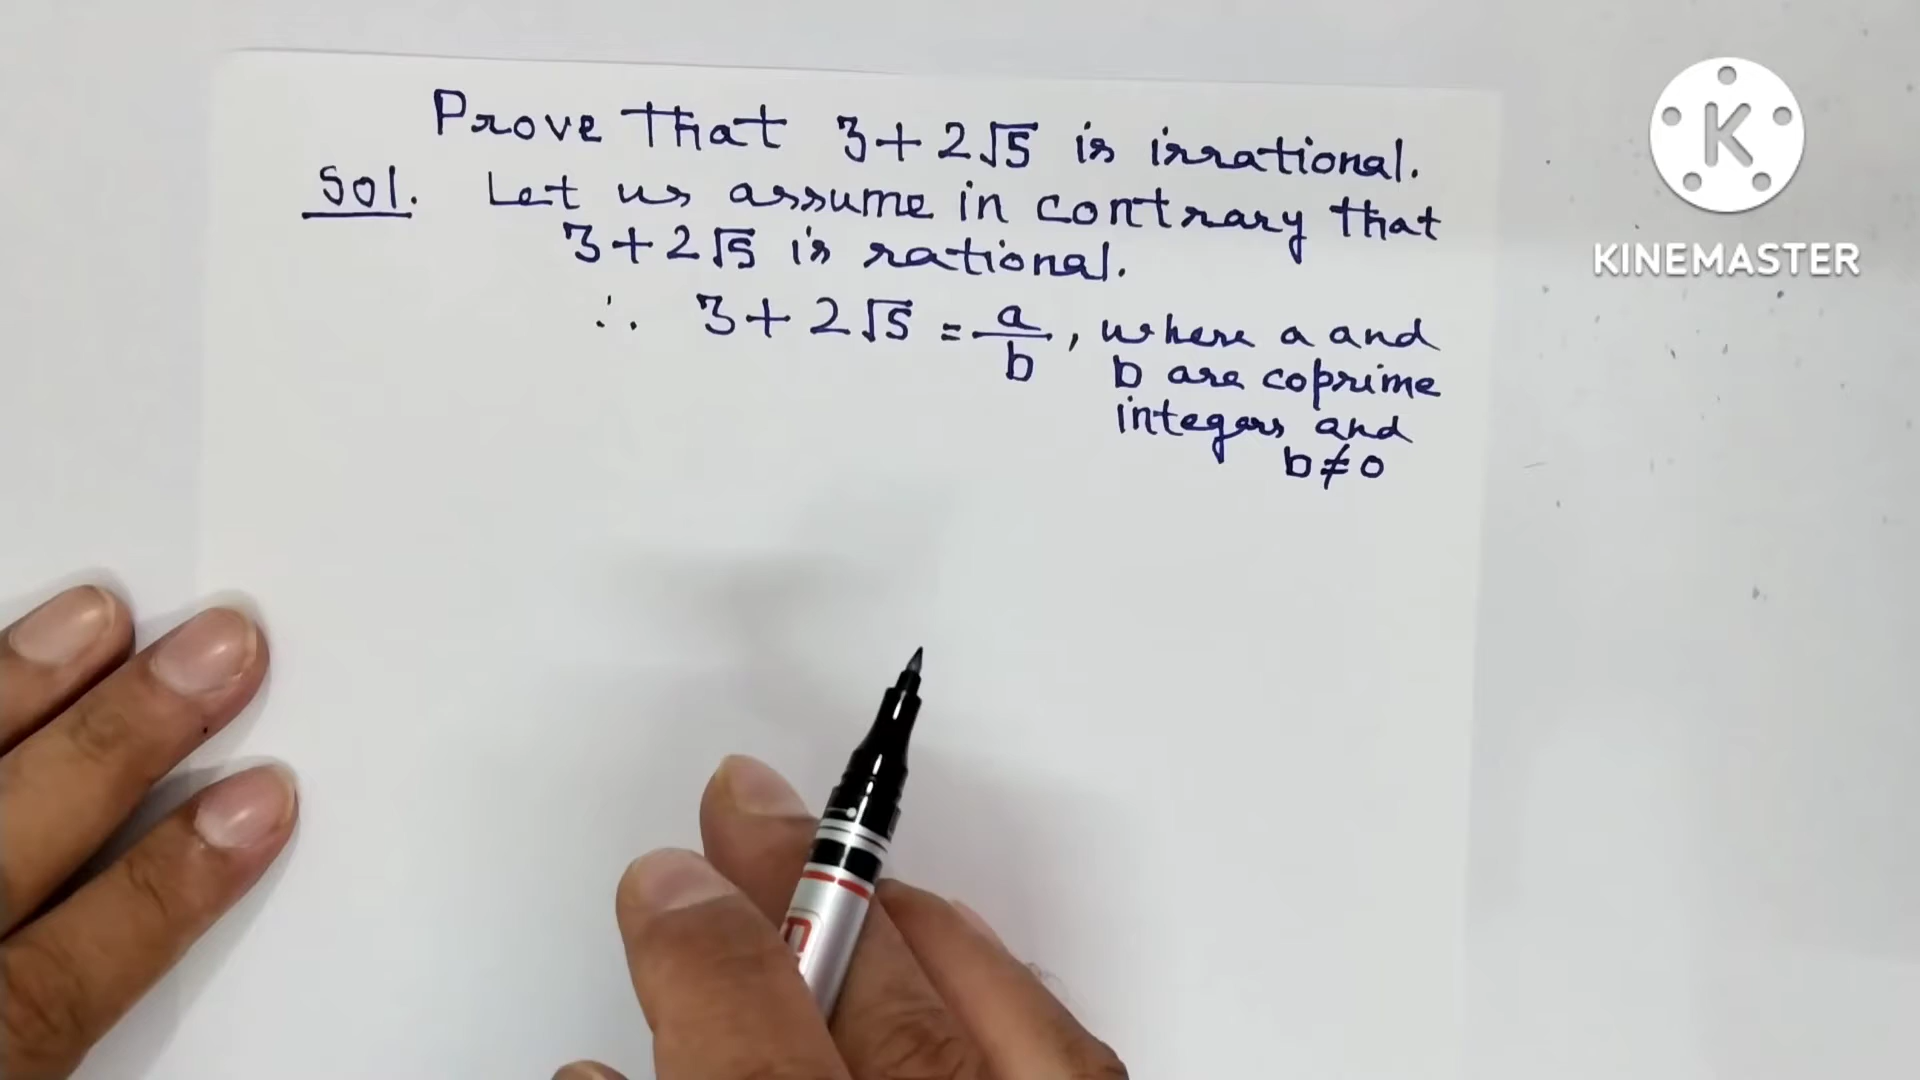 Prove That 3+2√5 is irrational.
Sol. Let us assume in contrary that
3+2√5 is rational.
∴ 3+2√5 = a/b, where a and
b are coprime
integers and
b≠0
K
KINEMASTER